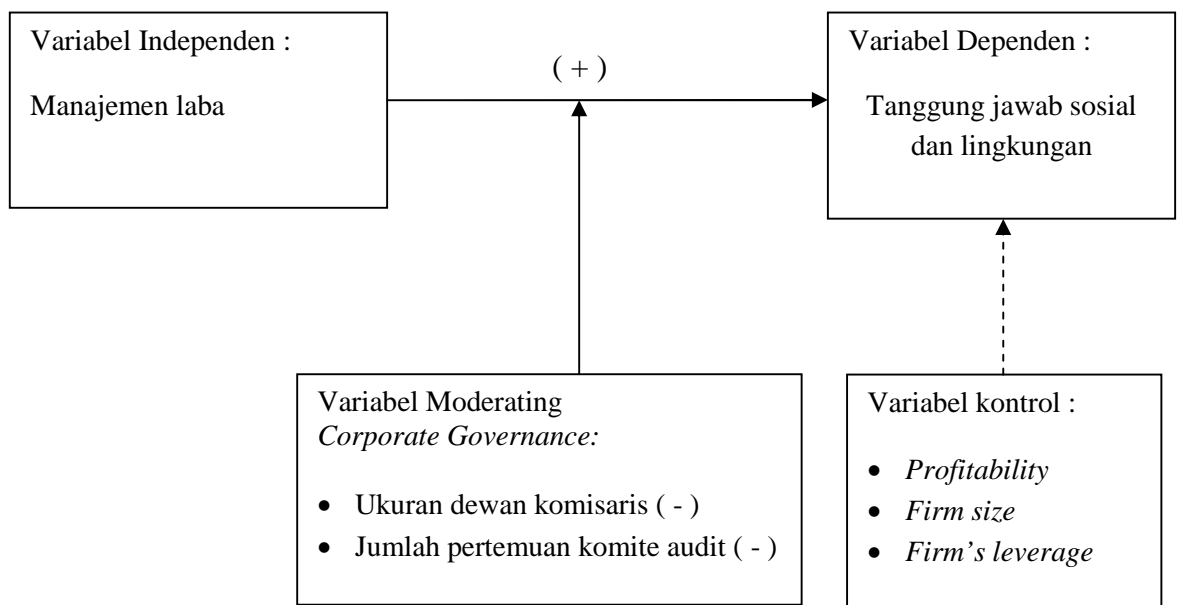 Variabel Independen :
Manajemen laba
( + )
Variabel Dependen :
Tanggung jawab sosial
dan lingkungan
Variabel Moderating
Corporate Governance:
• Ukuran dewan komisaris ( - )
• Jumlah pertemuan komite audit ( - )
Variabel kontrol :
• Profitability
• Firm size
• Firm’s leverage